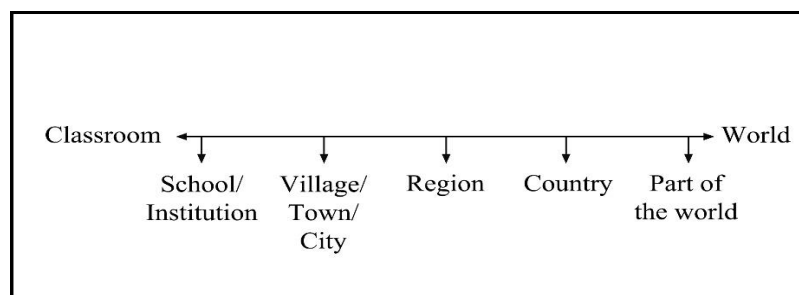 Classroom
World
School/
Institution
Village/
Town/
City
Region
Country
Part of
the world